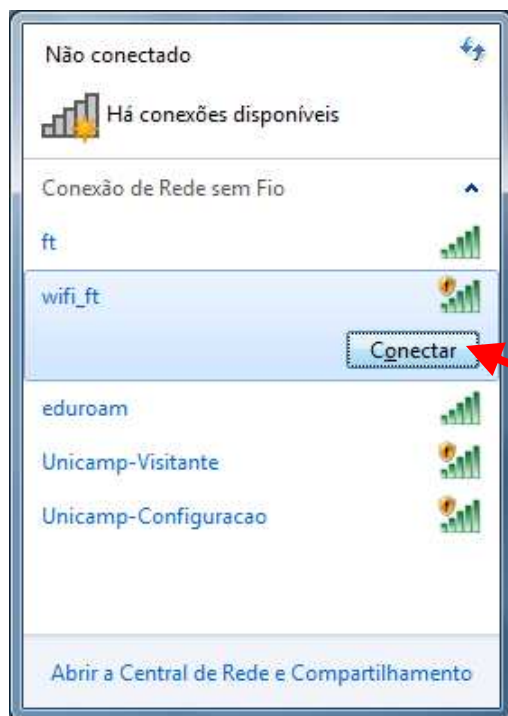 Não conectado
Há conexões disponíveis
Conexão de Rede sem Fio
ft
wifi_ft
Conectar
eduroam
Unicamp-Visitante
Unicamp-Configuracao
Abrir a Central de Rede e Compartilhamento